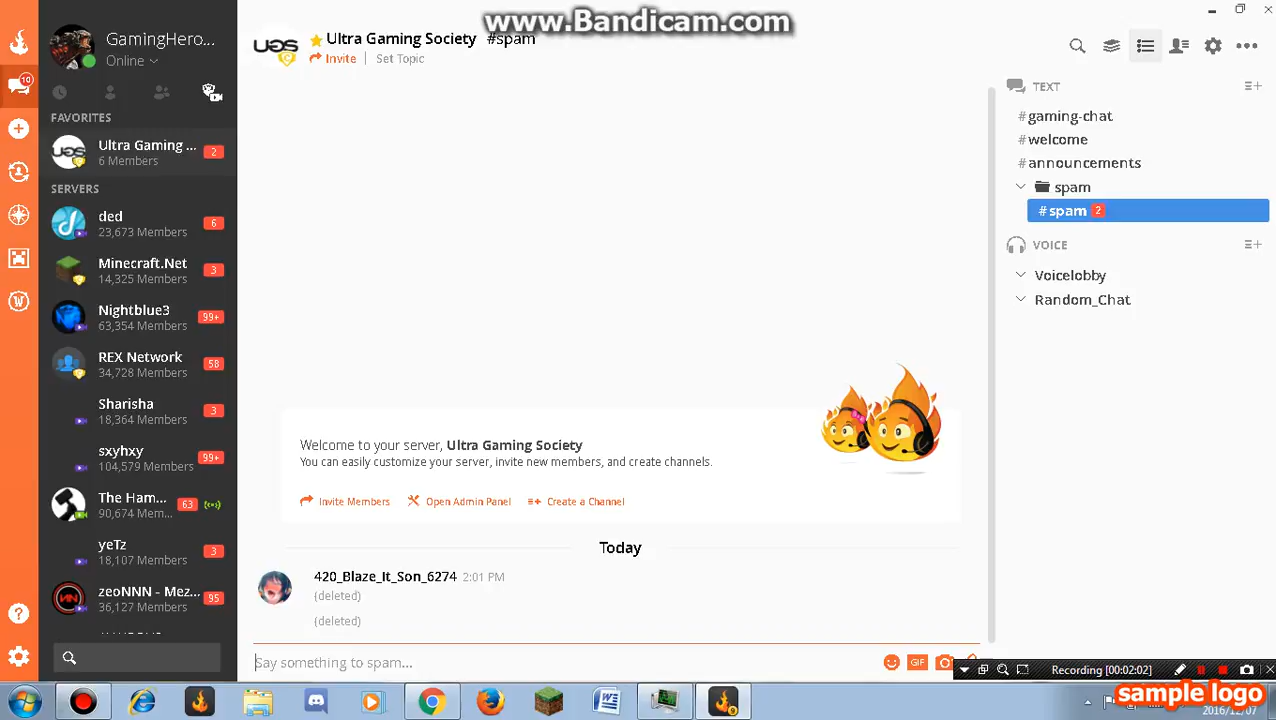 www.Bandicam.com
GamingHero...
Online
10
FAVORITES
Ultra Gaming ...
6 Members
2
SERVERS
ded
23,673 Members
6
Minecraft.Net
14,325 Members
3
Nightblue3
63,354 Members
99+
REX Network
34,728 Members
58
Sharisha
18,364 Members
3
sxyhxy
104,579 Members
99+
The Ham...
90,674 Mem...
63
yeTz
18,107 Members
3
zeoNNN - Mez...
36,127 Members
95
UGS
Ultra Gaming Society #spam
Invite | Set Topic
Welcome to your server, Ultra Gaming Society
You can easily customize your server, invite new members, and create channels.
Invite Members
Open Admin Panel
Create a Channel
Today
420_Blaze_It_Son_6274 2:01 PM
(deleted)
(deleted)
Say something to spam...
GIF
TEXT
#gaming-chat
#welcome
#announcements
spam
#spam 2
VOICE
Voicelobby
Random_Chat
Recording [00:02:02]
sample logo
2016/12/07